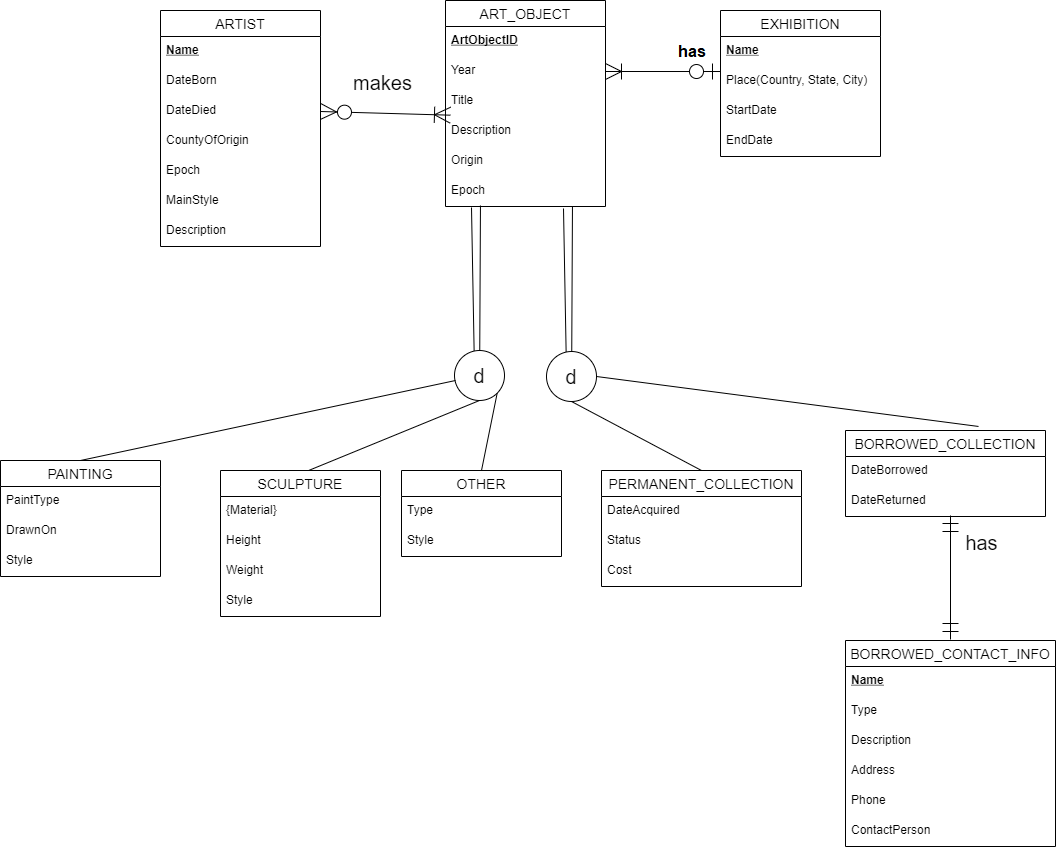 ARTIST
Name
DateBorn
DateDied
CountyOfOrigin
Epoch
MainStyle
Description
makes
ART_OBJECT
ArtObjectID
Year
Title
Description
Origin
Epoch
has
EXHIBITION
Name
Place(Country, State, City)
StartDate
EndDate
d
d
PAINTING
PaintType
DrawnOn
Style
SCULPTURE
{Material}
Height
Weight
Style
OTHER
Type
Style
PERMANENT_COLLECTION
DateAcquired
Status
Cost
BORROWED_COLLECTION
DateBorrowed
DateReturned
has
BORROWED_CONTACT_INFO
Name
Type
Description
Address
Phone
ContactPerson